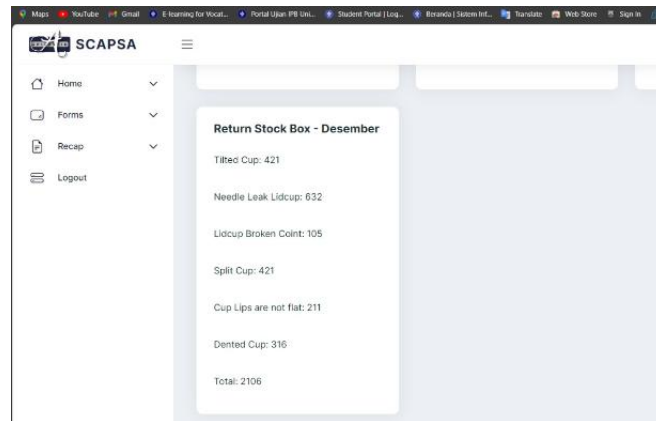 Maps YouTube Gmail E-learning for Vocat... Portal Ujian IPB Uni... Student Portal | Log... Beranda | Sistem Inf... Translate Web Store Sign In
SCAPSA
Home
Forms
Recap
Logout
Return Stock Box - Desember
Tilted Cup: 421
Needle Leak Lidcup: 632
Lidcup Broken Coint: 105
Split Cup: 421
Cup Lips are not flat: 211
Dented Cup: 316
Total: 2106